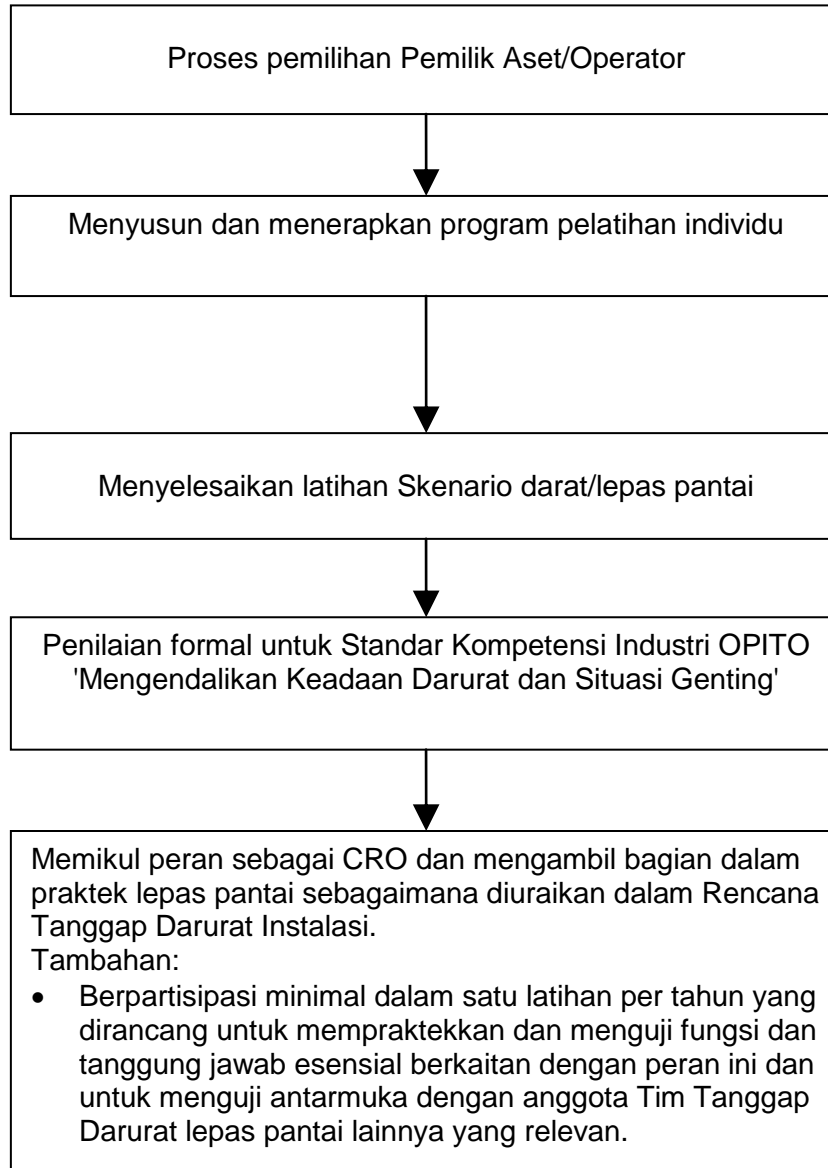 Proses pemilihan Pemilik Aset/Operator
Menyusun dan menerapkan program pelatihan individu
Menyelesaikan latihan Skenario darat/lepas pantai
Penilaian formal untuk Standar Kompetensi Industri OPITO
'Mengendalikan Keadaan Darurat dan Situasi Genting'
Memikul peran sebagai CRO dan mengambil bagian dalam
praktek lepas pantai sebagaimana diuraikan dalam Rencana
Tanggap Darurat Instalasi.
Tambahan:
• Berpartisipasi minimal dalam satu latihan per tahun yang
dirancang untuk mempraktekkan dan menguji fungsi dan
tanggung jawab esensial berkaitan dengan peran ini dan
untuk menguji antarmuka dengan anggota Tim Tanggap
Darurat lepas pantai lainnya yang relevan.